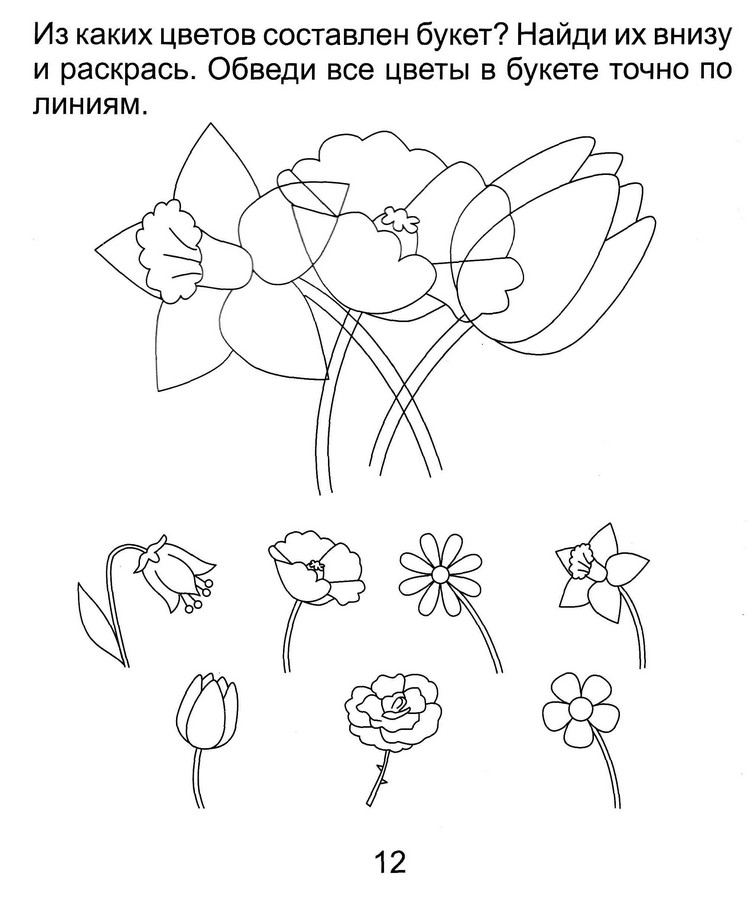 Из каких цветов составлен букет? Найди их внизу
и раскрась. Обведи все цветы в букете точно по
линиям.
12